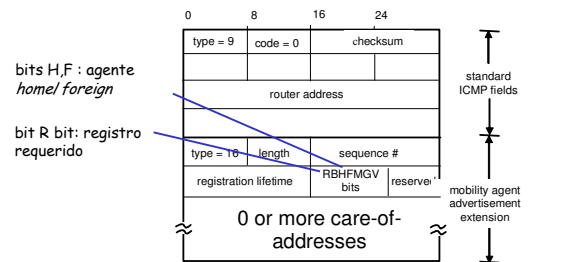 0 8 16 24
type = 9 code = 0 checksum
bits H,F : agente
home/ foreign
standard
ICMP fields
router address
bit R bit: registro
requerido
type = 16 length sequence #
registration lifetime RBHFMGV
bits reserved
mobility agent
advertisement
extension
0 or more care-of-
addresses